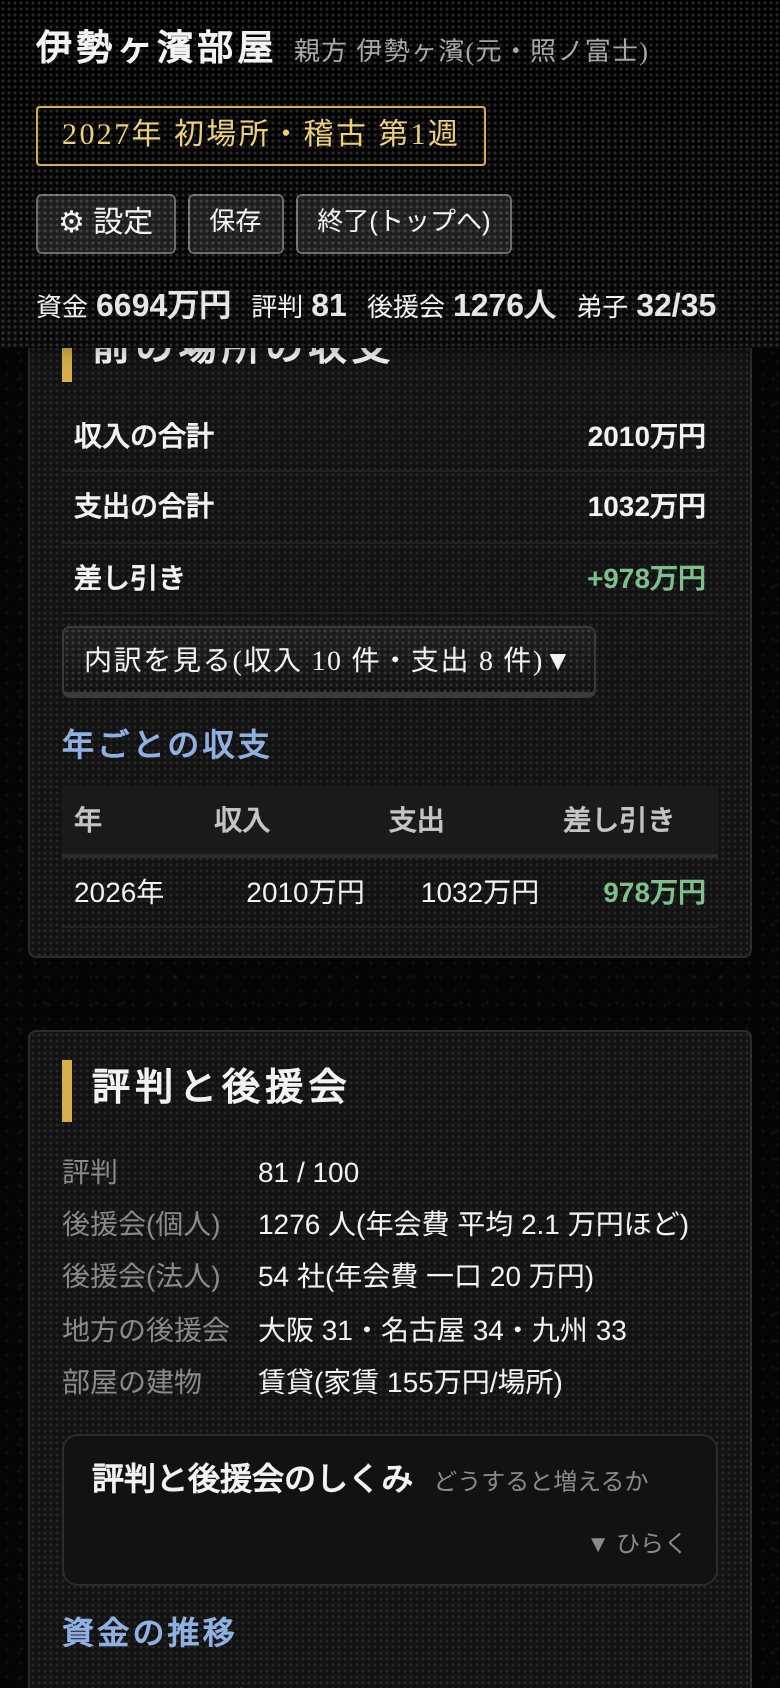 伊勢ヶ濱部屋 親方 伊勢ヶ濱(元・照ノ富士)
2027年 初場所・稽古 第1週
⚙ 設定 保存 終了(トップへ)
資金 6694万円 評判 81 後援会 1276人 弟子 32/35
前の場所の収支
収入の合計 2010万円
支出の合計 1032万円
差し引き +978万円
内訳を見る(収入 10 件・支出 8 件)▼
年ごとの収支
年 収入 支出 差し引き
2026年 2010万円 1032万円 978万円
評判と後援会
評判 81 / 100
後援会(個人) 1276 人(年会費 平均 2.1 万円ほど)
後援会(法人) 54 社(年会費 一口 20 万円)
地方の後援会 大阪 31・名古屋 34・九州 33
部屋の建物 賃貸(家賃 155万円/場所)
評判と後援会のしくみ どうすると増えるか
▼ ひらく
資金の推移